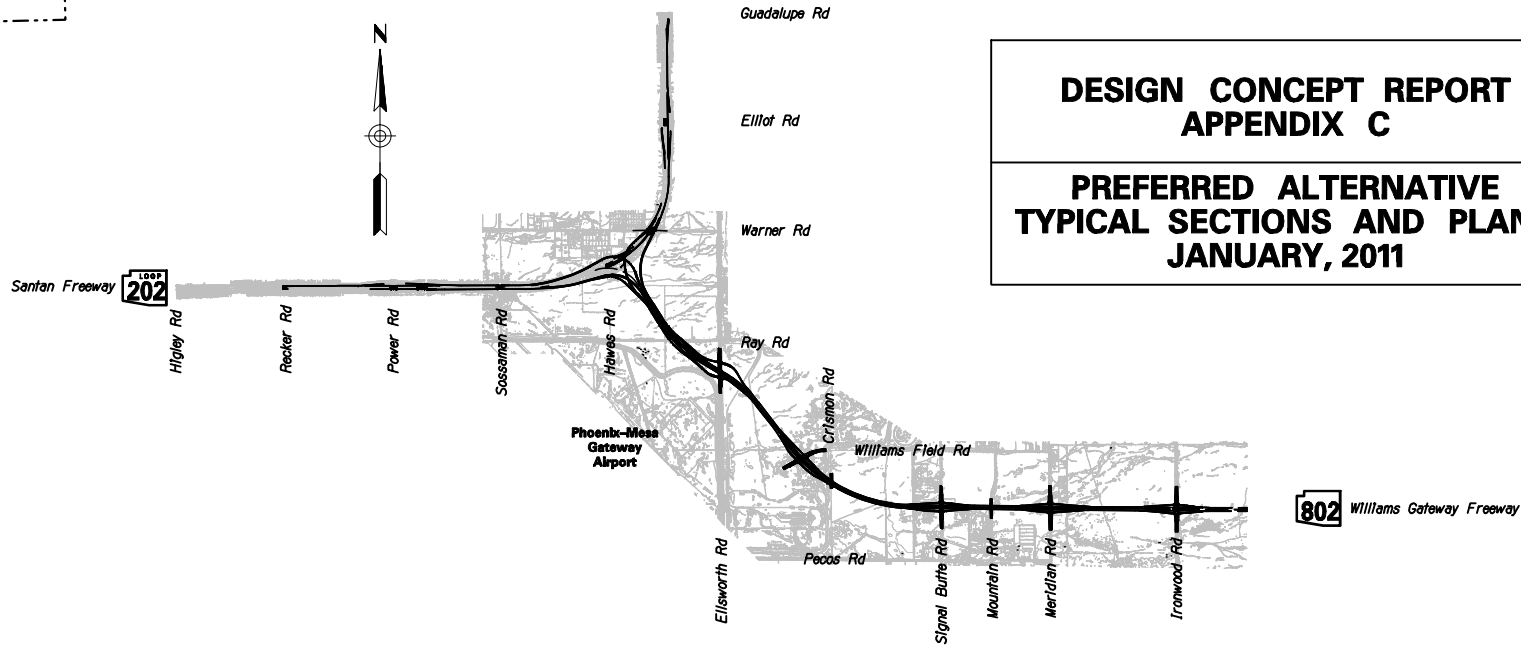 Guadalupe Rd
N
DESIGN CONCEPT REPORT
APPENDIX C
Elliot Rd
PREFERRED ALTERNATIVE
TYPICAL SECTIONS AND PLAN
JANUARY, 2011
Warner Rd
Santan Freeway
LOOP
202
Higley Rd
Recker Rd
Power Rd
Sossaman Rd
Hawes Rd
Ray Rd
Crismon Rd
Phoenix-Mesa
Gateway
Airport
Williams Field Rd
802
Williams Gateway Freeway
Pecos Rd
Ellsworth Rd
Signal Butte Rd
Mountain Rd
Meridian Rd
Ironwood Rd